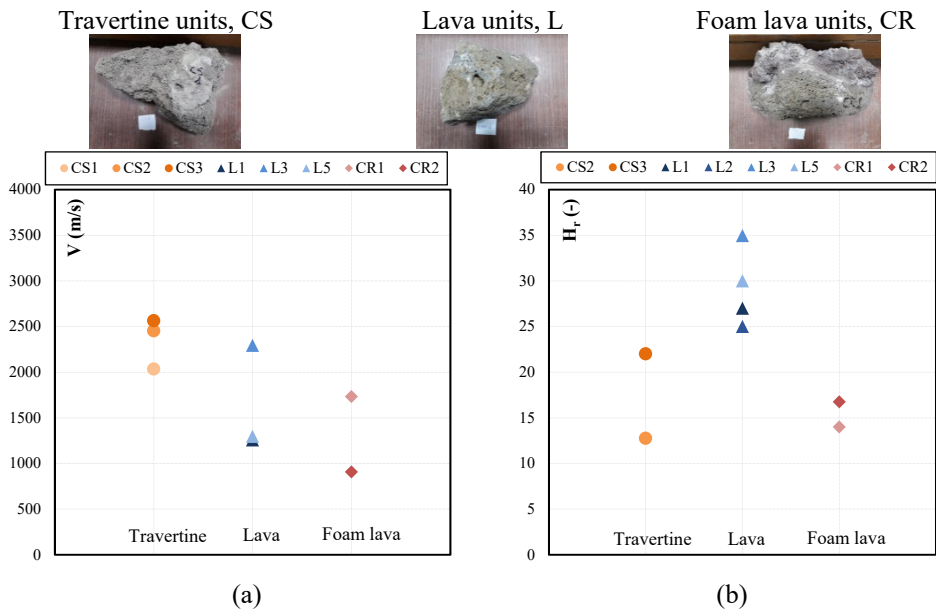 Travertine units, CS
Lava units, L
Foam lava units, CR
CS1 CS2 CS3 L1 L3 L5 CR1 CR2
V (m/s)
4000
3500
3000
2500
2000
1500
1000
500
0
Travertine Lava Foam lava
(a)
CS2 CS3 L1 L2 L3 L5 CR1 CR2
Hr (-)
40
35
30
25
20
15
10
5
0
Travertine Lava Foam lava
(b)